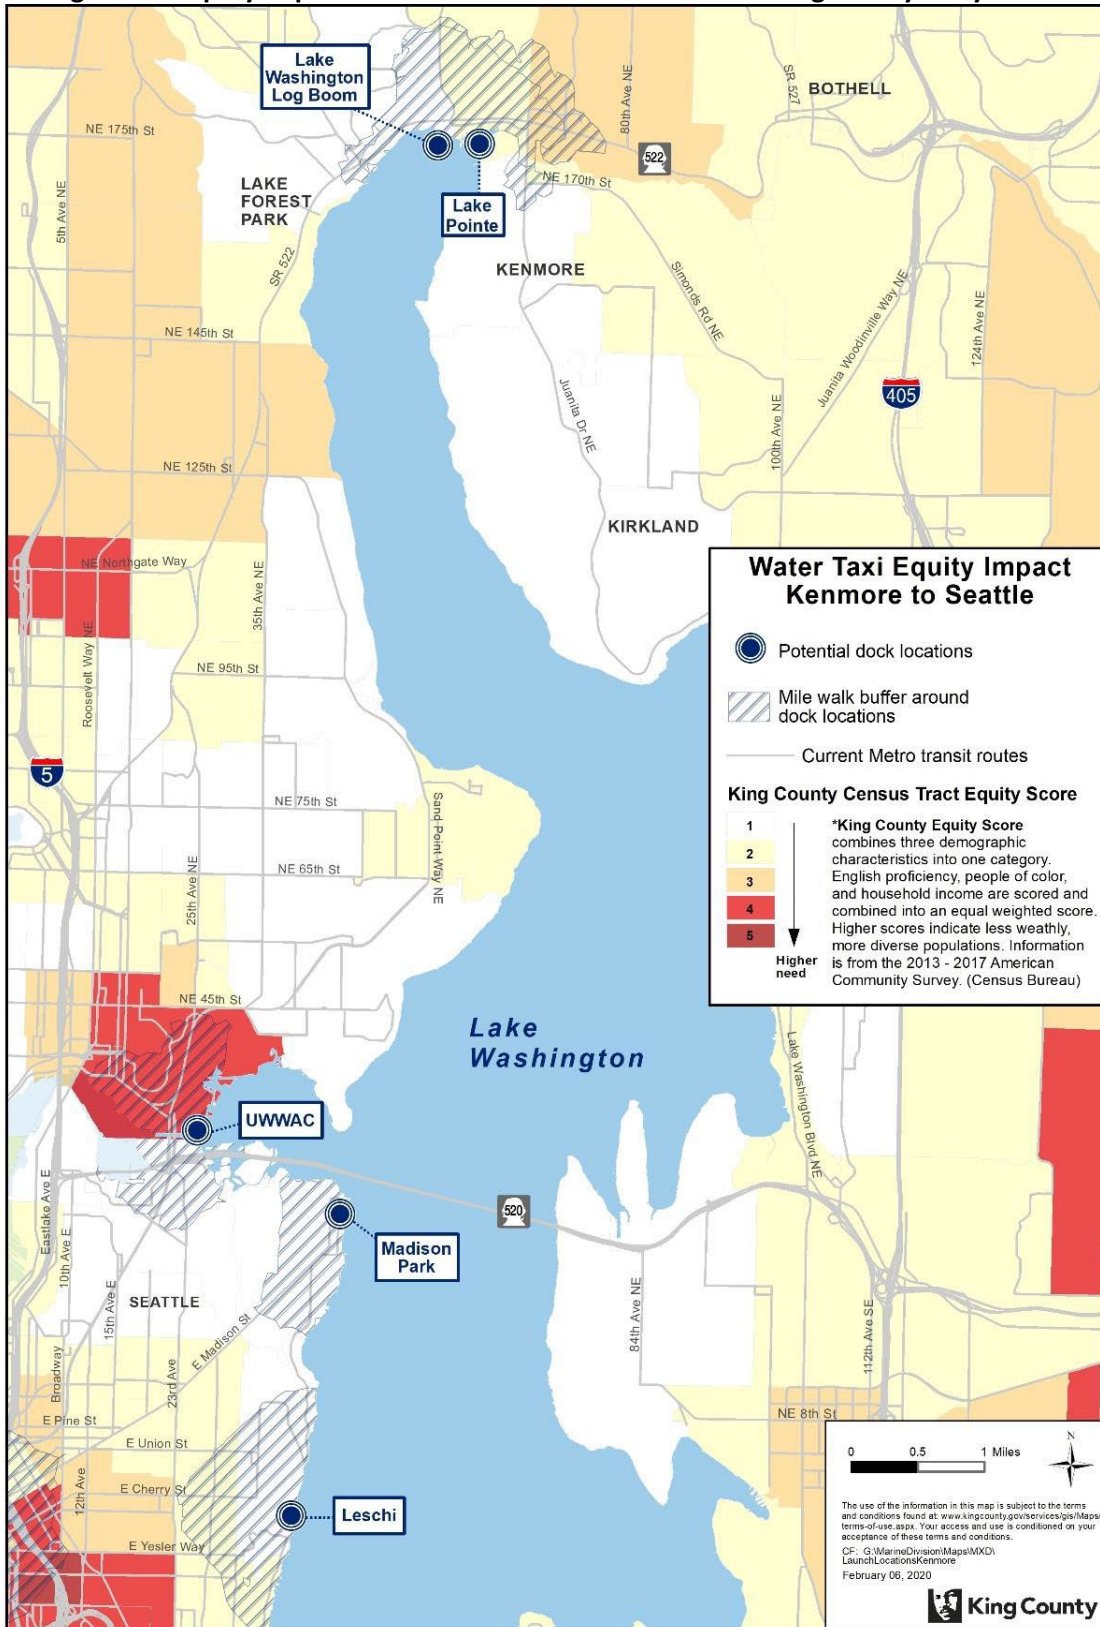 Lake
Washington
Log Boom
BOTHELL
SR 527
80th Ave NE
NE 175th St
522
5th Ave NE
LAKE
FOREST
PARK
NE 170th St
Lake
Pointe
SR 522
KENMORE
Simonds Rd NE
Juanita Woodinville Way NE
124th Ave NE
NE 145th St
405
Juanita Dr NE
100th Ave NE
NE 125th St
KIRKLAND
NE Northgate Way
35th Ave NE
Roosevelt Way NE
NE 95th St
5
NE 75th St
Sand Point Way NE
NE 65th St
25th Ave NE
NE 45th St
Lake
Washington
Lake Washington Blvd NE
UWWAC
520
Eastlake Ave E
10th Ave E
Madison
Park
15th Ave E
SEATTLE
E Madison St
84th Ave NE
112th Ave SE
Broadway
23rd Ave
E Pine St
NE 8th St
E Union St
12th Ave
E Cherry St
Leschi
E Yesler Way
Water Taxi Equity Impact
Kenmore to Seattle
Potential dock locations
Mile walk buffer around
dock locations
Current Metro transit routes
King County Census Tract Equity Score
1
2
3
4
5
Higher
need
*King County Equity Score
combines three demographic
characteristics into one category.
English proficiency, people of color,
and household income are scored and
combined into an equal weighted score.
Higher scores indicate less weathly,
more diverse populations. Information
is from the 2013 - 2017 American
Community Survey. (Census Bureau)
0 0.5 1 Miles
N
The use of the information in this map is subject to the terms
and conditions found at: www.kingcounty.gov/services/gis/Maps/
terms-of-use.aspx. Your access and use is conditioned on your
acceptance of these terms and conditions.
CF: G:\MarineDivision\Maps\MXD\
LaunchLocationsKenmore
February 06, 2020
King County